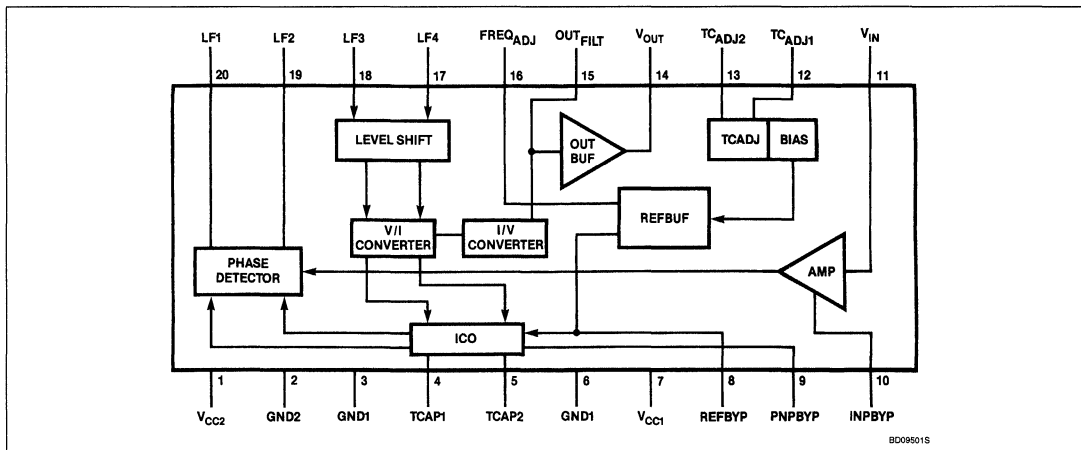 LF1 LF2 LF3 LF4 FREQADJ OUTFILT VOUT TCADJ2 TCADJ1 VIN
20 19 18 17 16 15 14 13 12 11
LEVEL SHIFT
OUT
BUF
TCADJ BIAS
V/I
CONVERTER
I/V
CONVERTER
REFBUF
PHASE
DETECTOR
AMP
ICO
1 2 3 4 5 6 7 8 9 10
VCC2 GND2 GND1 TCAP1 TCAP2 GND1 VCC1 REFBYP PNPBYP INPBYP
BD09501S